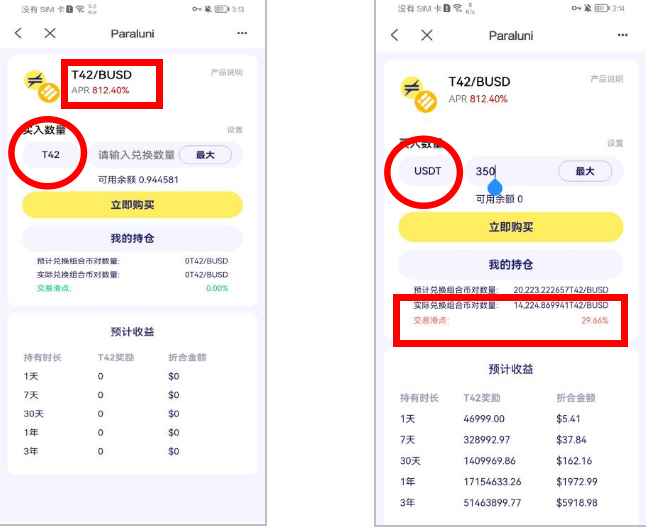 没有 SIM 卡 6.6 K/s 3:13
Paraluni
T42/BUSD 产品说明
APR 812.40%
买入数量 设置
T42 请输入兑换数量 最大
可用余额 0.944581
立即购买
我的持仓
预计兑换组合币对数量: 0T42/BUSD
实际兑换组合币对数量: 0T42/BUSD
交易滑点: 0.00%
预计收益
持有时长 T42奖励 折合金额
1天 0 $0
7天 0 $0
30天 0 $0
1年 0 $0
3年 0 $0
没有 SIM 卡 K/s 3:14
Paraluni
T42/BUSD 产品说明
APR 812.40%
买入数量 设置
USDT 350 最大
可用余额 0
立即购买
我的持仓
预计兑换组合币对数量: 20,223.222657T42/BUSD
实际兑换组合币对数量: 14,224.869941T42/BUSD
交易滑点: 29.66%
预计收益
持有时长 T42奖励 折合金额
1天 46999.00 $5.41
7天 328992.97 $37.84
30天 1409969.86 $162.16
1年 17154633.26 $1972.99
3年 51463899.77 $5918.98